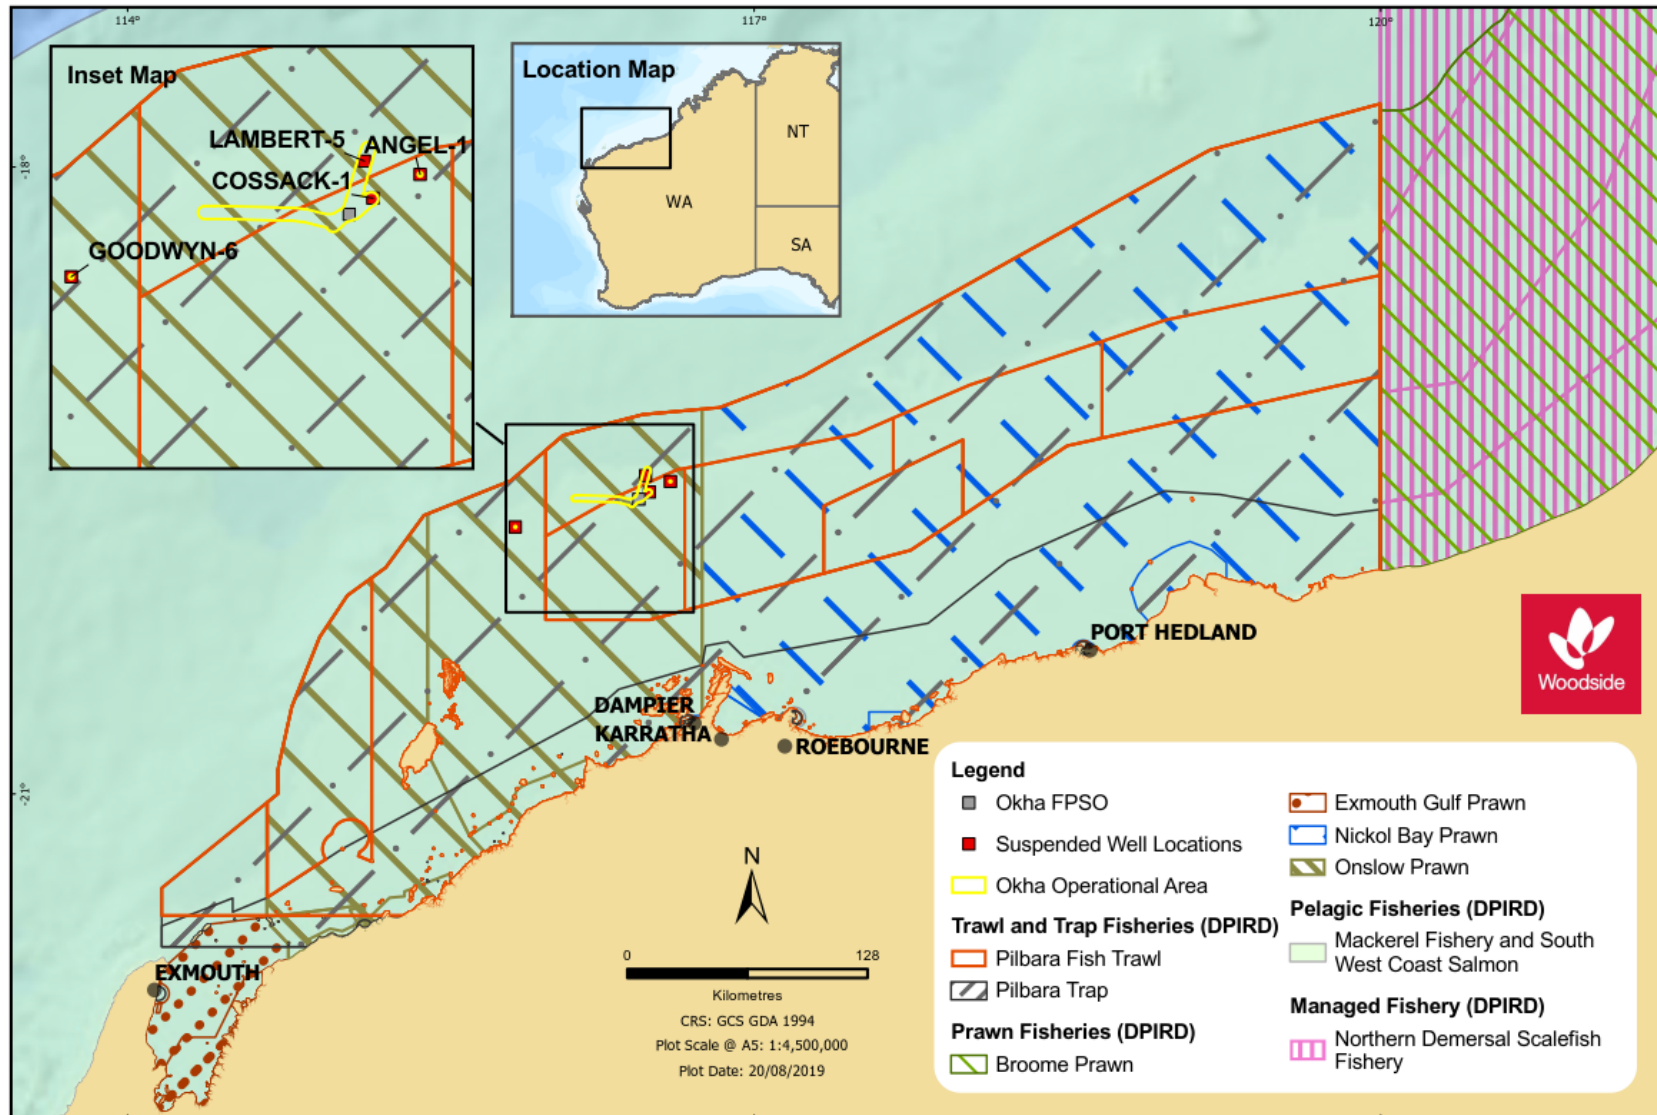 114°
117°
120°
-18°
-21°
Inset Map
LAMBERT-5
ANGEL-1
COSSACK-1
GOODWYN-6
Location Map
NT
WA
SA
PORT HEDLAND
DAMPIER
KARRATHA
ROEBOURNE
EXMOUTH
Woodside
N
0 128
Kilometres
CRS: GCS GDA 1994
Plot Scale @ A5: 1:4,500,000
Plot Date: 20/08/2019
Legend
Okha FPSO
Suspended Well Locations
Okha Operational Area
Trawl and Trap Fisheries (DPIRD)
Pilbara Fish Trawl
Pilbara Trap
Prawn Fisheries (DPIRD)
Broome Prawn
Exmouth Gulf Prawn
Nickol Bay Prawn
Onslow Prawn
Pelagic Fisheries (DPIRD)
Mackerel Fishery and South
West Coast Salmon
Managed Fishery (DPIRD)
Northern Demersal Scalefish
Fishery